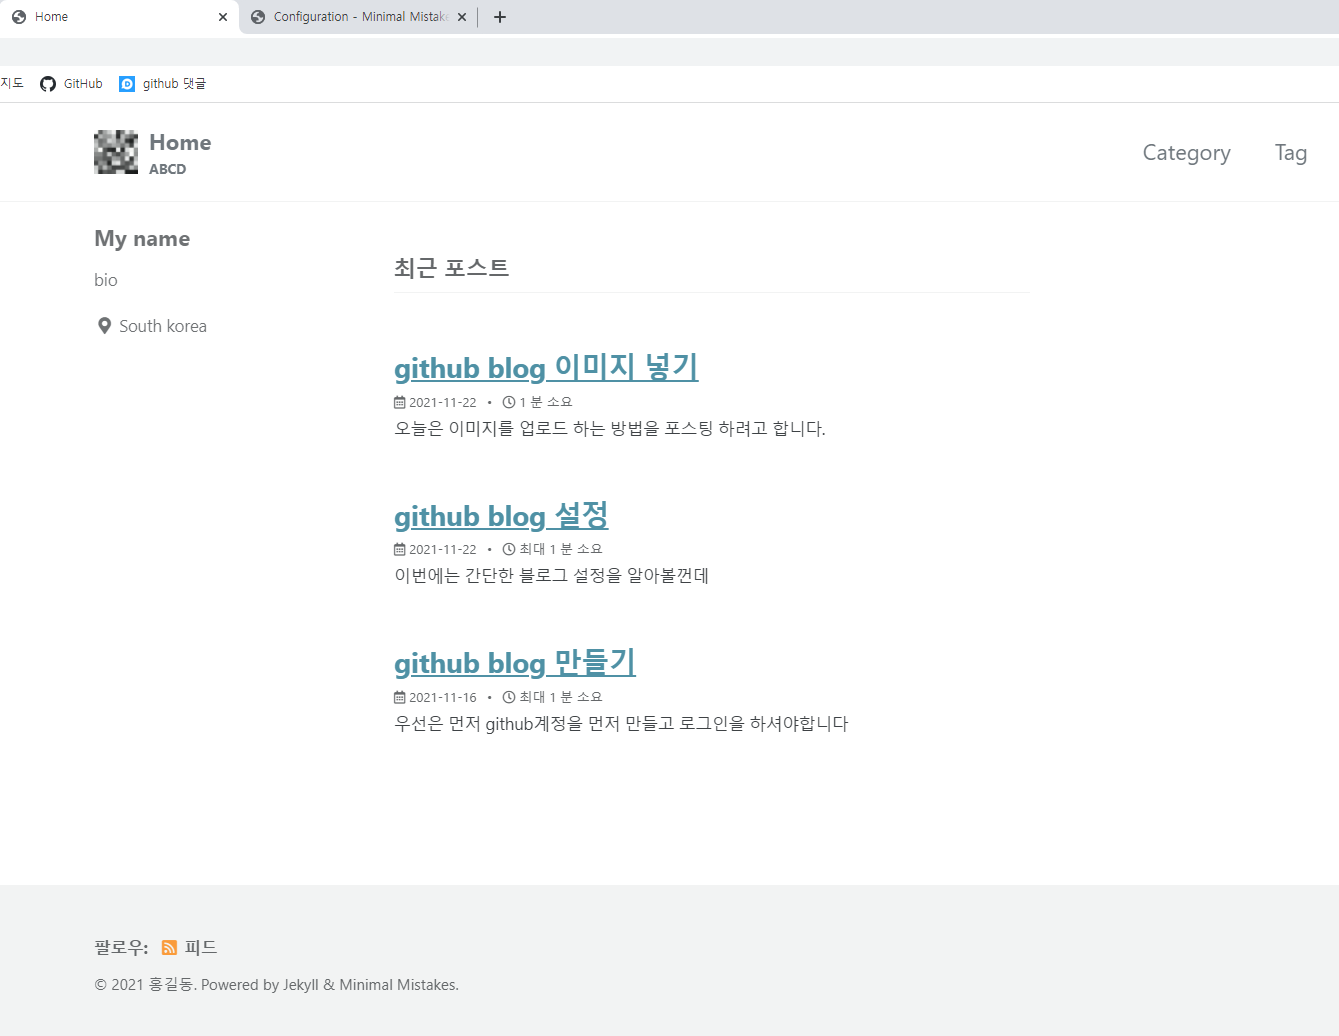 Home
Configuration - Minimal Mistake
지도 GitHub github 댓글
Home
ABCD
Category Tag
My name
bio
South korea
최근 포스트
github blog 이미지 넣기
2021-11-22 • 1 분 소요
오늘은 이미지를 업로드 하는 방법을 포스팅 하려고 합니다.
github blog 설정
2021-11-22 • 최대 1 분 소요
이번에는 간단한 블로그 설정을 알아볼껀데
github blog 만들기
2021-11-16 • 최대 1 분 소요
우선은 먼저 github계정을 먼저 만들고 로그인을 하셔야합니다
팔로우: 피드
© 2021 홍길동. Powered by Jekyll & Minimal Mistakes.